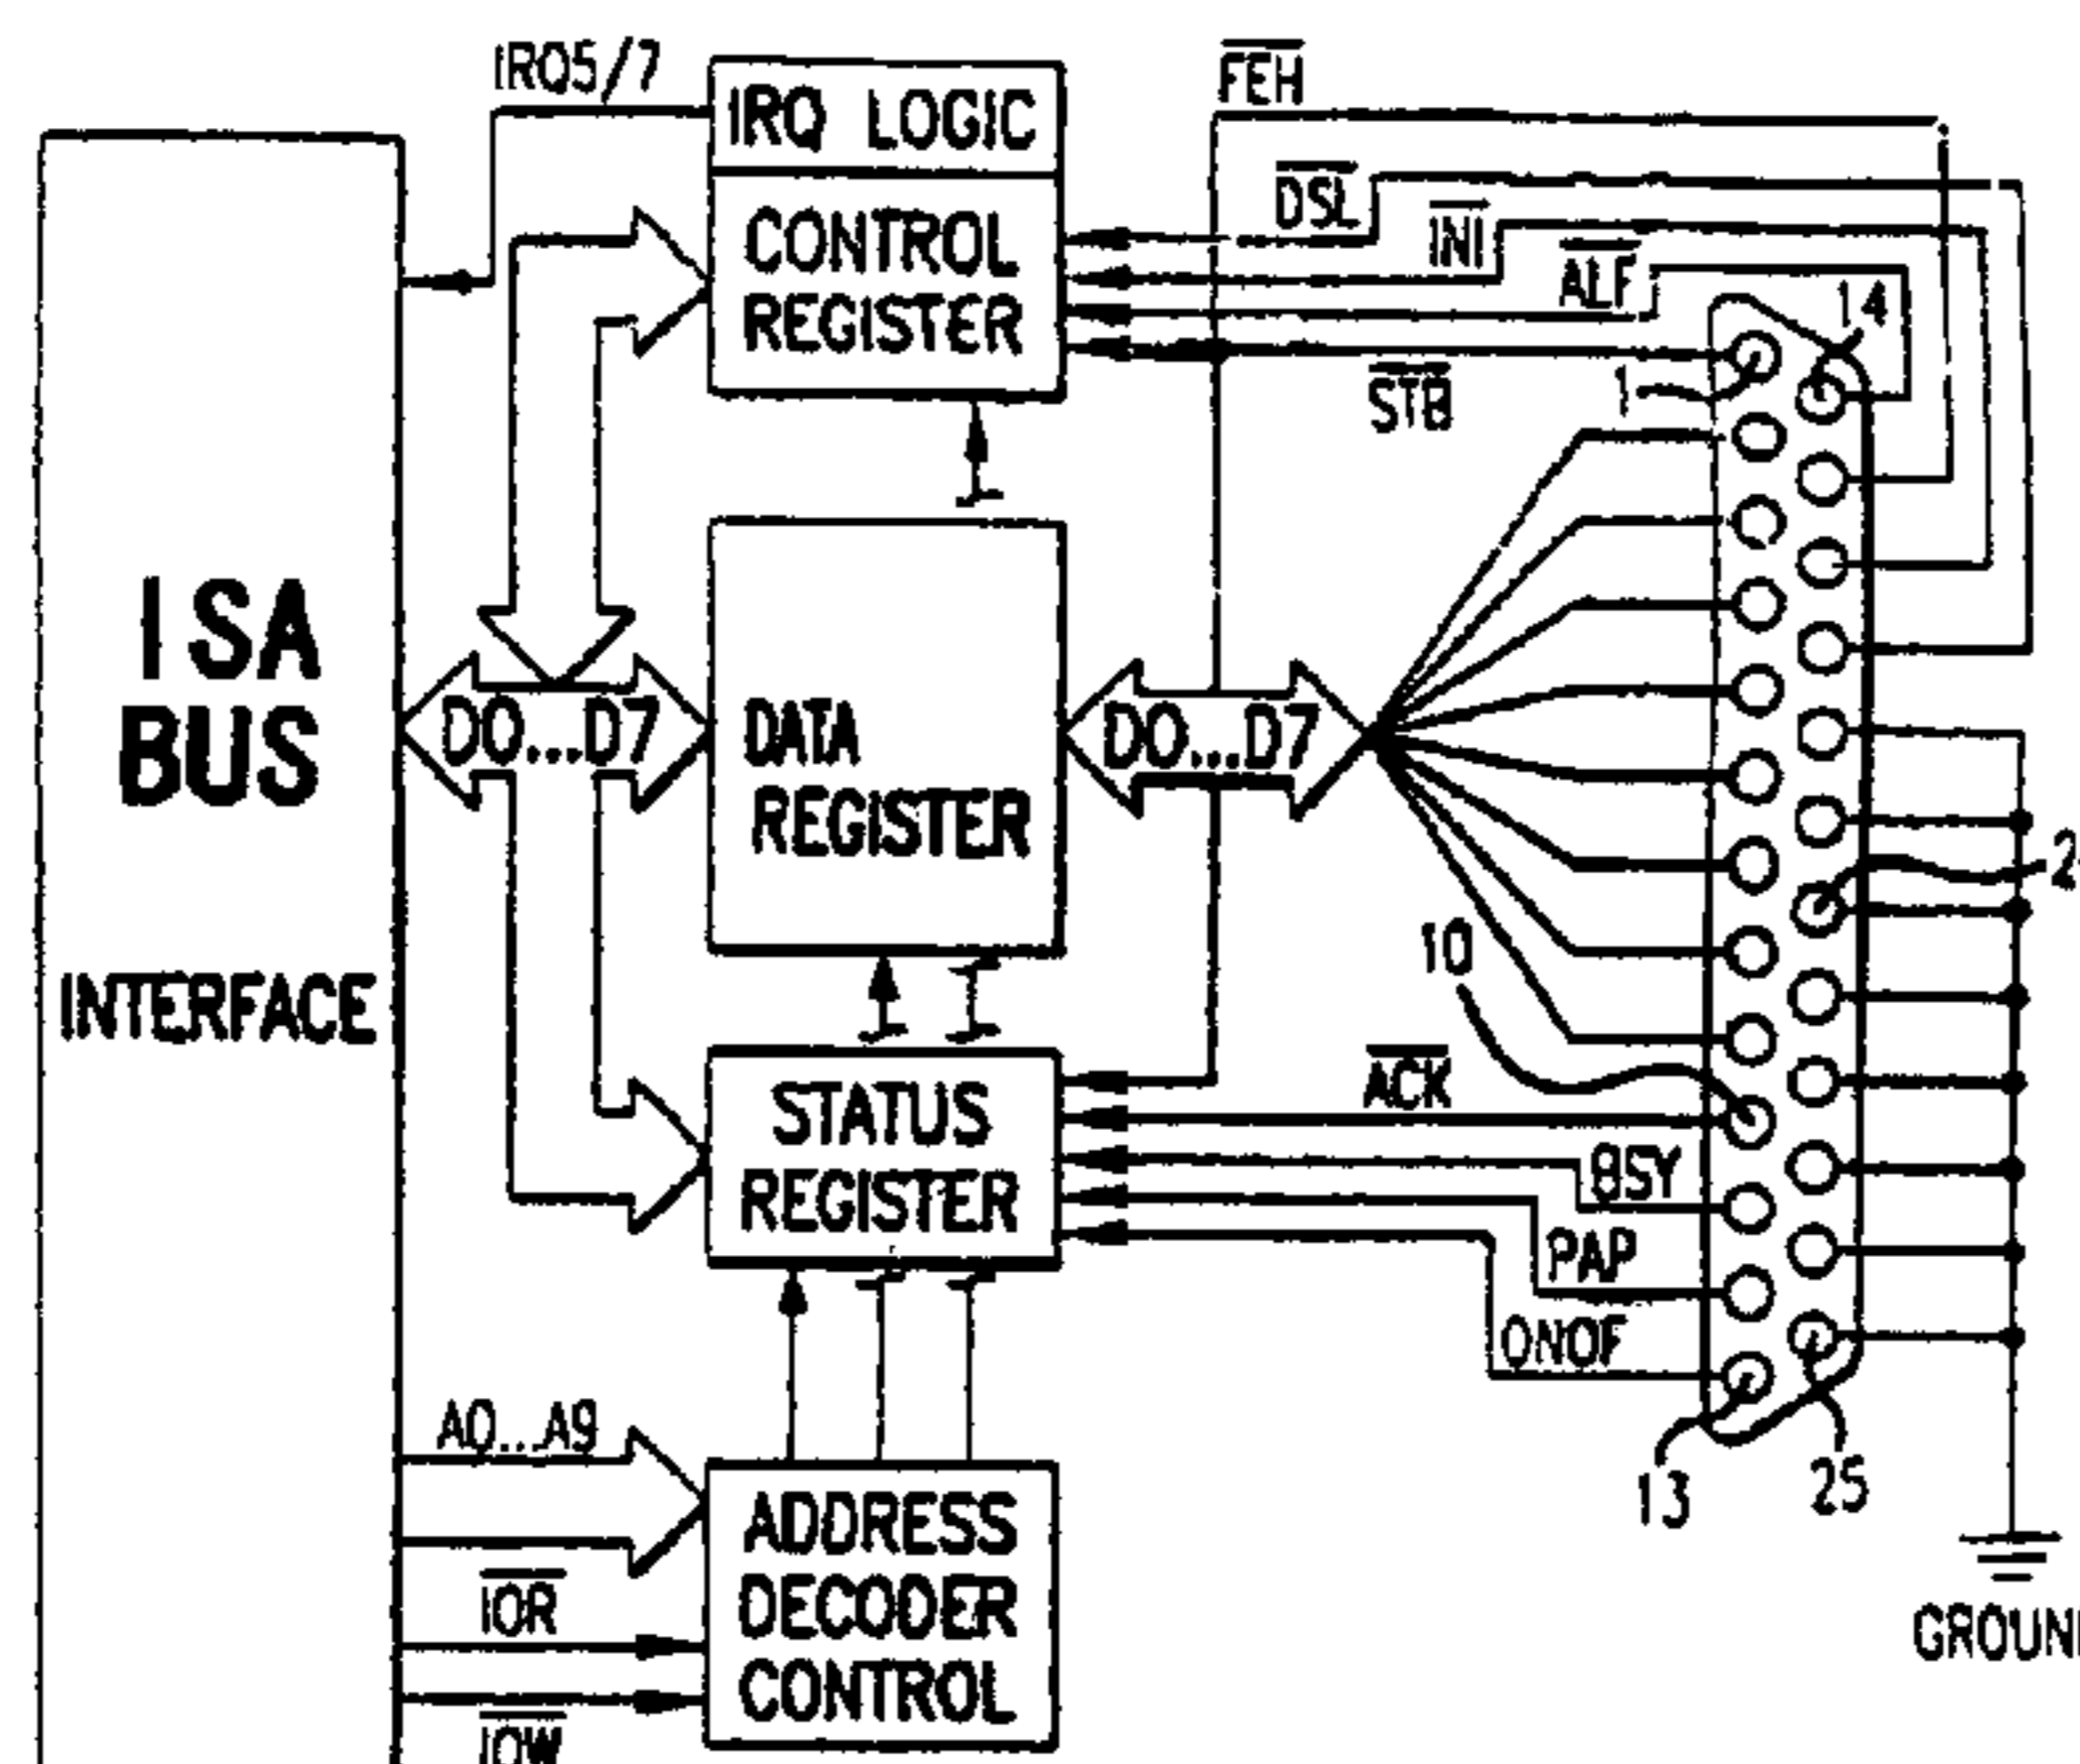 IRQ5/7
IRQ LOGIC
CONTROL
REGISTER
FEH
DSL
INI
ALF
14
STB
1
ISA
BUS
INTERFACE
D0...D7
DATA
REGISTER
D0...D7
10
ACK
STATUS
REGISTER
BSY
PAP
ONOF
13
25
A0...A9
IOR
IOW
ADDRESS
DECODER
CONTROL